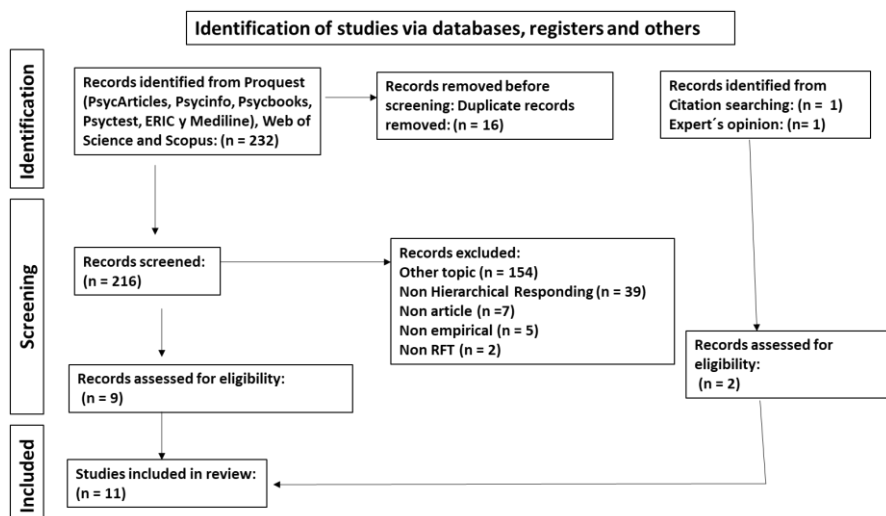 Identification of studies via databases, registers and others
Identification
Records identified from Proquest
(PsycArticles, Psycinfo, Psycbooks,
Psyctest, ERIC y Mediline), Web of
Science and Scopus: (n = 232)
Records removed before
screening: Duplicate records
removed: (n = 16)
Records identified from
Citation searching: (n = 1)
Expert´s opinion: (n= 1)
Screening
Records screened:
(n = 216)
Records excluded:
Other topic (n = 154)
Non Hierarchical Responding (n = 39)
Non article (n =7)
Non empirical (n = 5)
Non RFT (n = 2)
Records assessed for eligibility:
(n = 9)
Records assessed for
eligibility:
(n = 2)
Included
Studies included in review:
(n = 11)